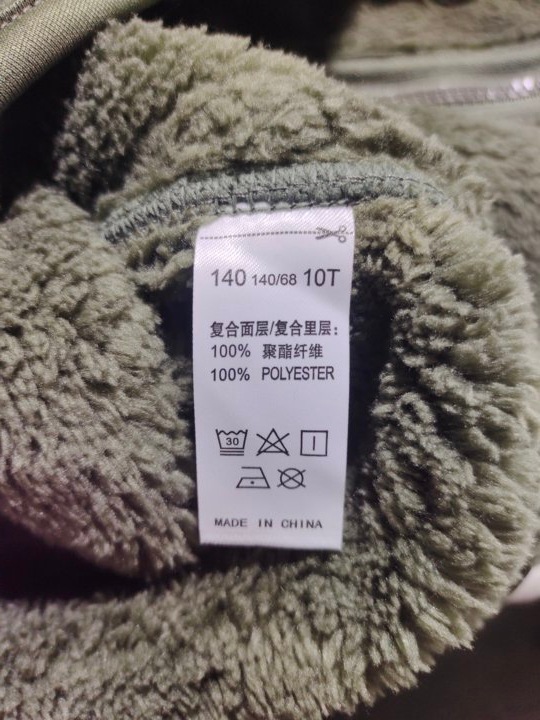 140 140/68 10T
复合面层/复合里层:
100% 聚酯纤维
100% POLYESTER
30
MADE IN CHINA